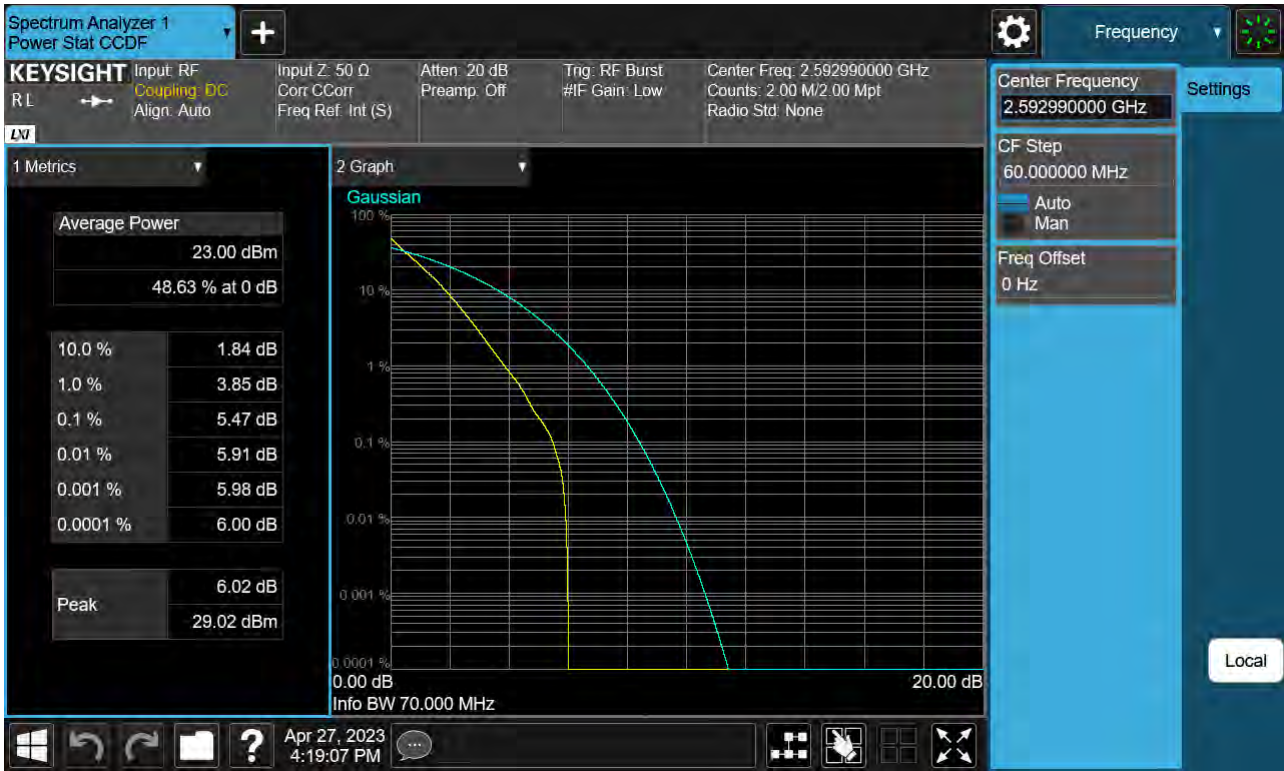 Spectrum Analyzer 1
Power Stat CCDF
Frequency
KEYSIGHT
RL
LXI
Input: RF
Coupling: DC
Align: Auto
Input Z: 50 Ω
Corr CCorr
Freq Ref: Int (S)
Atten: 20 dB
Preamp: Off
Trig: RF Burst
#IF Gain: Low
Center Freq: 2.592990000 GHz
Counts: 2.00 M/2.00 Mpt
Radio Std: None
Center Frequency
2.592990000 GHz
Settings
CF Step
60.000000 MHz
Auto
Man
Freq Offset
0 Hz
Local
1 Metrics
Average Power
23.00 dBm
48.63 % at 0 dB
10.0 % 1.84 dB
1.0 % 3.85 dB
0.1 % 5.47 dB
0.01 % 5.91 dB
0.001 % 5.98 dB
0.0001 % 6.00 dB
Peak
6.02 dB
29.02 dBm
2 Graph
Gaussian
100 %
10 %
1 %
0.1 %
0.01 %
0.001 %
0.0001 %
0.00 dB
20.00 dB
Info BW 70.000 MHz
?
Apr 27, 2023
4:19:07 PM